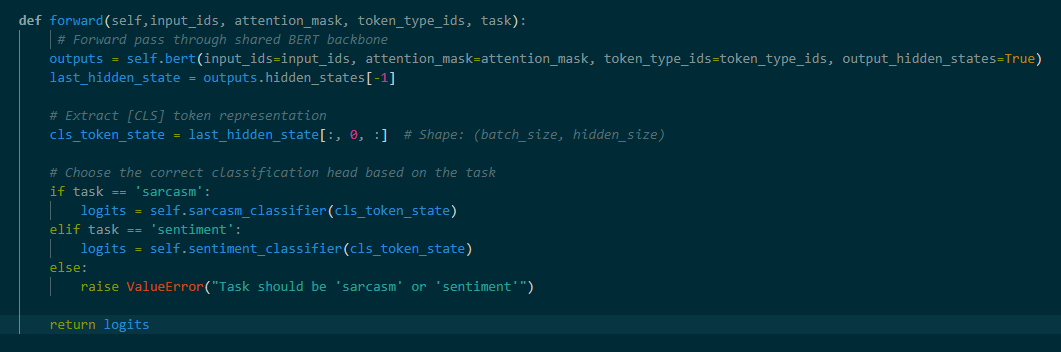 def forward(self,input_ids, attention_mask, token_type_ids, task):
# Forward pass through shared BERT backbone
outputs = self.bert(input_ids=input_ids, attention_mask=attention_mask, token_type_ids=token_type_ids, output_hidden_states=True)
last_hidden_state = outputs.hidden_states[-1]
# Extract [CLS] token representation
cls_token_state = last_hidden_state[:, 0, :]  # Shape: (batch_size, hidden_size)
# Choose the correct classification head based on the task
if task == 'sarcasm':
logits = self.sarcasm_classifier(cls_token_state)
elif task == 'sentiment':
logits = self.sentiment_classifier(cls_token_state)
else:
raise ValueError("Task should be 'sarcasm' or 'sentiment'")
return logits